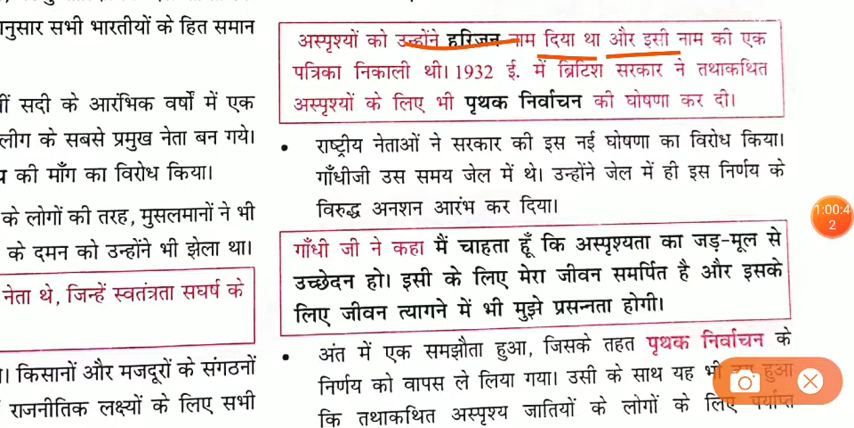 अनुसार सभी भारतीयों के हित समान
सदी के आरंभिक वर्षों में एक
लीग के सबसे प्रमुख नेता बन गये।
की माँग का विरोध किया।
के लोगों की तरह, मुसलमानों ने भी
के दमन को उन्होंने भी झेला था।
नेता थे, जिन्हें स्वतंत्रता सघर्ष के
किसानों और मजदूरों के संगठनों
राजनीतिक लक्ष्यों के लिए सभी
अस्पृश्यों को उन्होंने हरिजन नाम दिया था और इसी नाम की एक
पत्रिका निकाली थी। 1932 ई. में ब्रिटिश सरकार ने तथाकथित
अस्पृश्यों के लिए भी पृथक निर्वाचन की घोषणा कर दी।
• राष्ट्रीय नेताओं ने सरकार की इस नई घोषणा का विरोध किया।
गाँधीजी उस समय जेल में थे। उन्होंने जेल में ही इस निर्णय के
विरुद्ध अनशन आरंभ कर दिया।
गाँधी जी ने कहा मैं चाहता हूँ कि अस्पृश्यता का जड़-मूल से
उच्छेदन हो। इसी के लिए मेरा जीवन समर्पित है और इसके
लिए जीवन त्यागने में भी मुझे प्रसन्नता होगी।
• अंत में एक समझौता हुआ, जिसके तहत पृथक निर्वाचन के
निर्णय को वापस ले लिया गया। उसी के साथ यह भी हुआ
कि तथाकथित अस्पृश्य जातियों के लोगों के लिए पर्याप्त
1:00:4
2